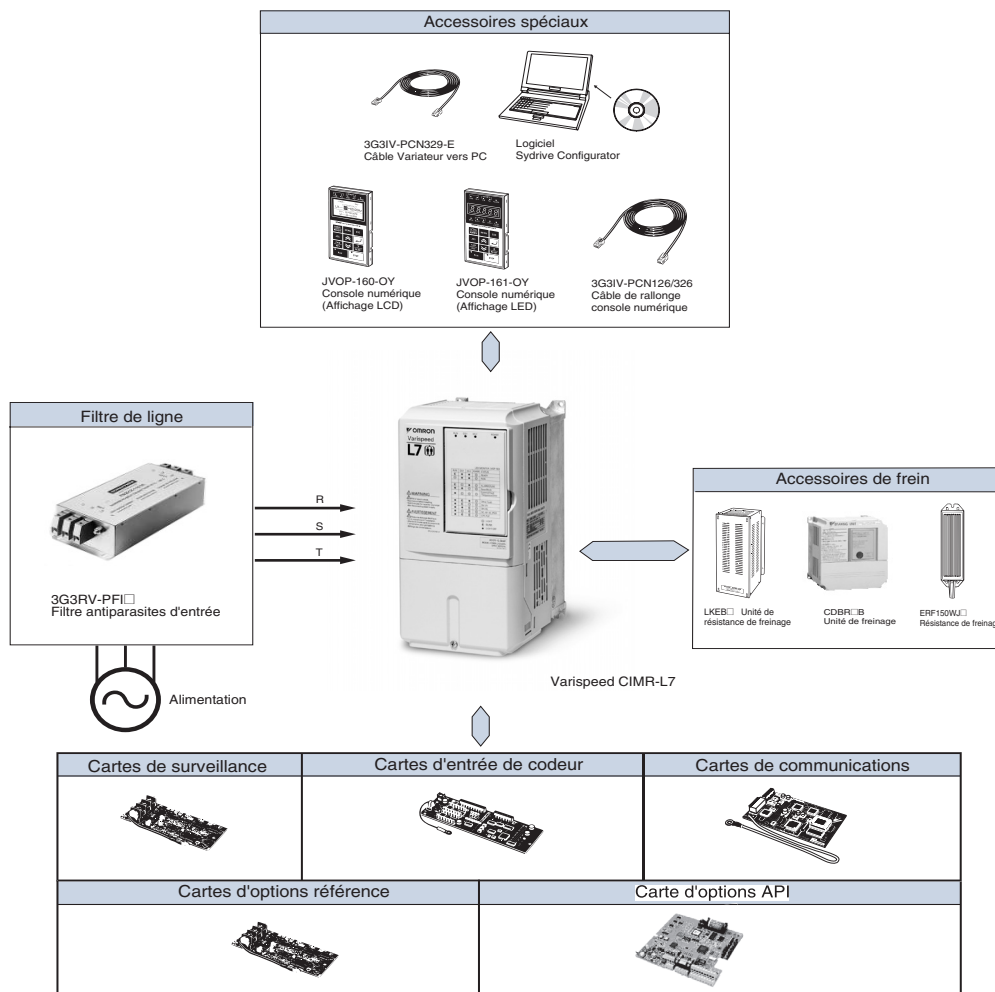 Accessoires spéciaux
3G3IV-PCN329-E
Câble Variateur vers PC
Logiciel
Sydrive Configurator
JVOP-160-OY
Console numérique
(Affichage LCD)
JVOP-161-OY
Console numérique
(Affichage LED)
3G3IV-PCN126/326
Câble de rallonge
console numérique
Filtre de ligne
3G3RV-PFI□
Filtre antiparasites d'entrée
R
S
T
Alimentation
OMRON
Varispeed
L7
Varispeed CIMR-L7
Accessoires de frein
LKEB□ Unité de
résistance de freinage
CDBR□B
Unité de freinage
ERF150WJ□
Résistance de freinag
Cartes de surveillance
Cartes d'entrée de codeur
Cartes de communications
Cartes d'options référence
Carte d'options API